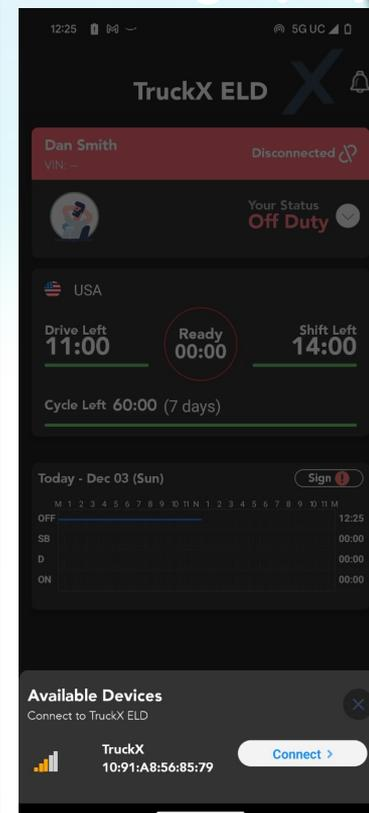 12:25 5G UC
TruckX ELD
Dan Smith
VIN: --
Disconnected
Your Status
Off Duty
USA
Drive Left
11:00
Ready
00:00
Shift Left
14:00
Cycle Left 60:00 (7 days)
Today - Dec 03 (Sun)
Sign
M 1 2 3 4 5 6 7 8 9 10 11 N 1 2 3 4 5 6 7 8 9 10 11 M
OFF 12:25
SB 00:00
D 00:00
ON 00:00
Available Devices
Connect to TruckX ELD
TruckX
10:91:A8:56:85:79
Connect >